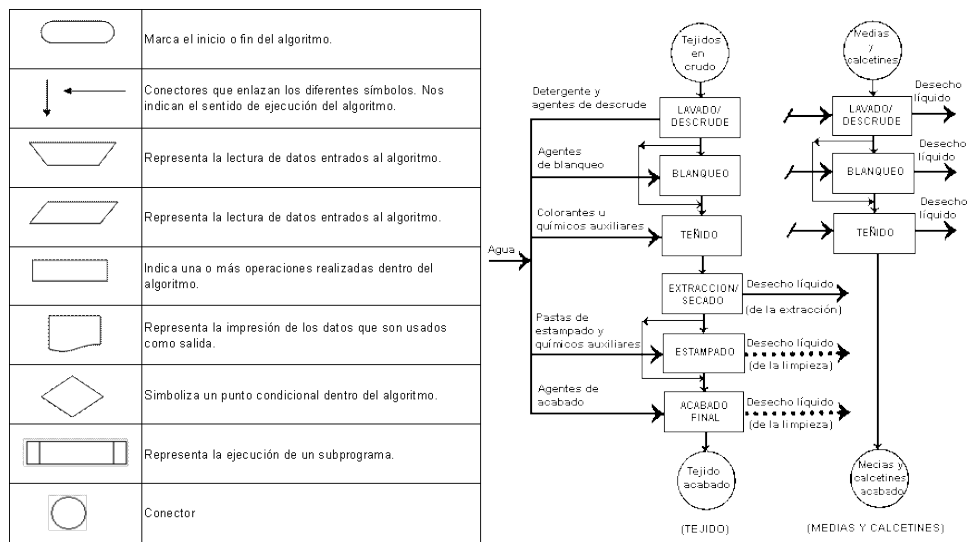 Marca el inicio o fin del algoritmo.
Conectores que enlazan los diferentes símbolos. Nos
indican el sentido de ejecución del algoritmo.
Representa la lectura de datos entrados al algoritmo.
Representa la lectura de datos entrados al algoritmo.
Indica una o más operaciones realizadas dentro del
algoritmo.
Representa la impresión de los datos que son usados
como salida.
Simboliza un punto condicional dentro del algoritmo.
Representa la ejecución de un subprograma.
Conector
Tejidos
en
crudo
Detergente y
agentes de descrude
LAVADO/
DESCRUDE
Agentes
de blanqueo
BLANQUEO
Colorantes u
químicos auxiliares
TEÑIDO
Agua
EXTRACCION/
SECADO
Desecho líquido
(de la extracción)
Pastas de
estampado y
químicos auxiliares
ESTAMPADO
Desecho líquido
(de la limpieza)
Agentes de
acabado
ACABADO
FINAL
Desecho líquido
(de la limpieza)
Tejido
acabado
(TEJIDO)
Medias
y
calcetines
Desecho
líquido
LAVADO/
DESCRUDE
Desecho
líquido
BLANQUEO
Desecho
líquido
TEÑIDO
Mecias y
calcetines
acabado
(MEDIAS Y CALCETINES)